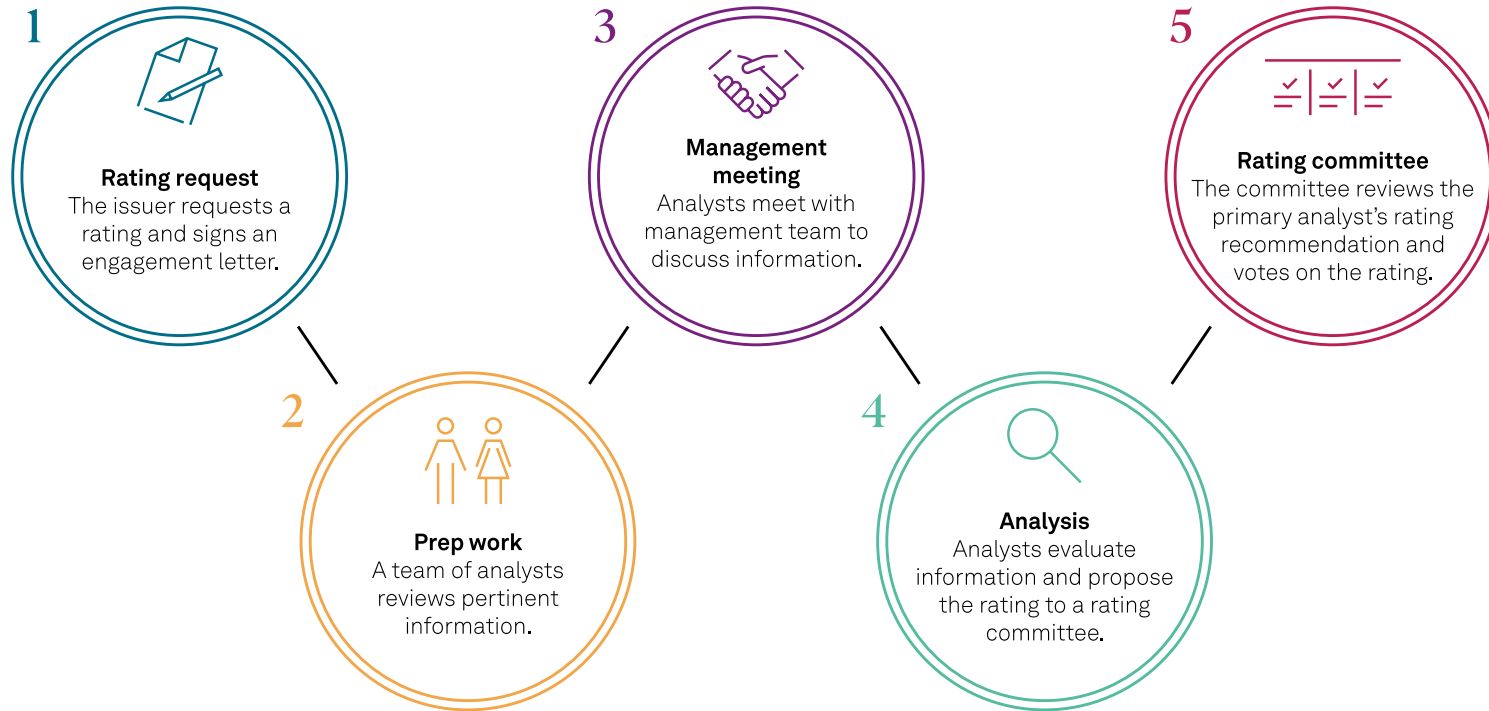 1
Rating request
The issuer requests a
rating and signs an
engagement letter.
2
Prep work
A team of analysts
reviews pertinent
information.
3
Management
meeting
Analysts meet with
management team to
discuss information.
4
Analysis
Analysts evaluate
information and propose
the rating to a rating
committee.
5
Rating committee
The committee reviews the
primary analyst’s rating
recommendation and
votes on the rating.